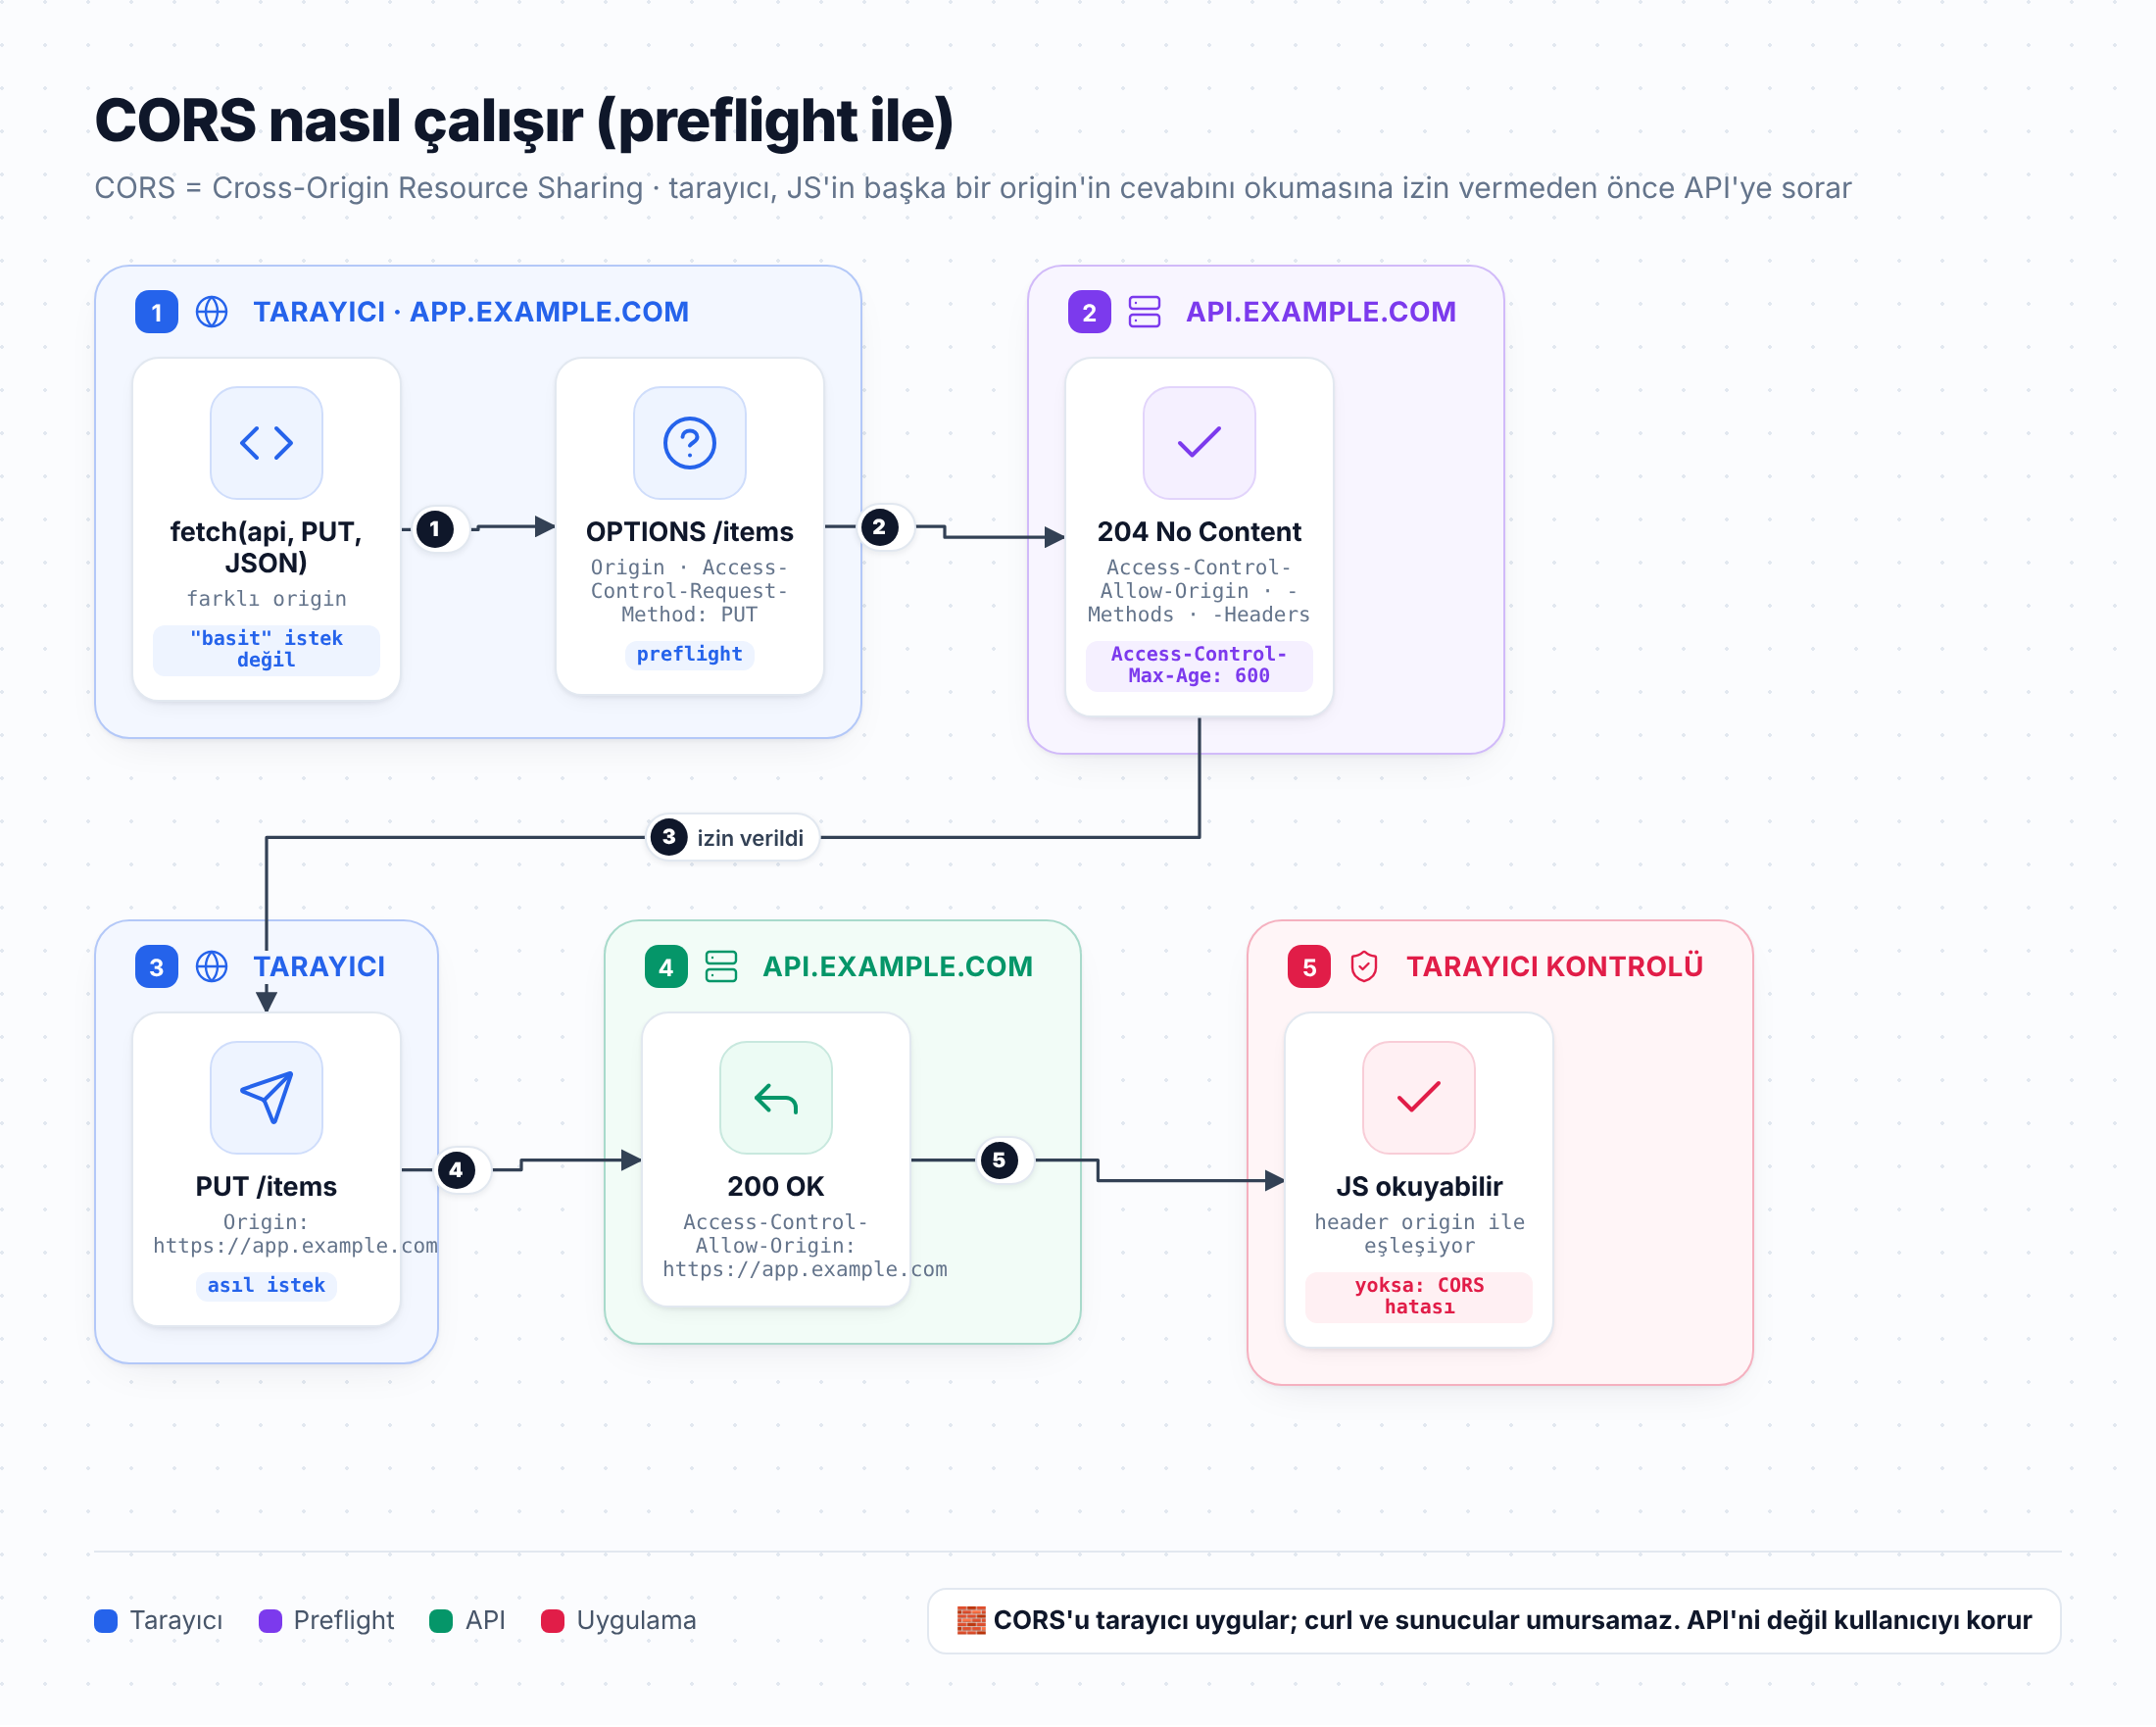 CORS nasıl çalışır (preflight ile)
CORS = Cross-Origin Resource Sharing · tarayıcı, JS'in başka bir origin'in cevabını okumasına izin vermeden önce API'ye sorar
1 TARAYICI · APP.EXAMPLE.COM
fetch(api, PUT,
JSON)
farklı origin
"basit" istek
değil
1
OPTIONS /items
Origin · Access-
Control-Request-
Method: PUT
preflight
2
2 API.EXAMPLE.COM
204 No Content
Access-Control-
Allow-Origin · -
Methods · -Headers
Access-Control-
Max-Age: 600
3 izin verildi
3 TARAYICI
PUT /items
Origin:
https://app.example.com
asıl istek
4
4 API.EXAMPLE.COM
200 OK
Access-Control-
Allow-Origin:
https://app.example.com
5
5 TARAYICI KONTROLÜ
JS okuyabilir
header origin ile
eşleşiyor
yoksa: CORS
hatası
Tarayıcı
Preflight
API
Uygulama
🧱 CORS'u tarayıcı uygular; curl ve sunucular umursamaz. API'ni değil kullanıcıyı korur